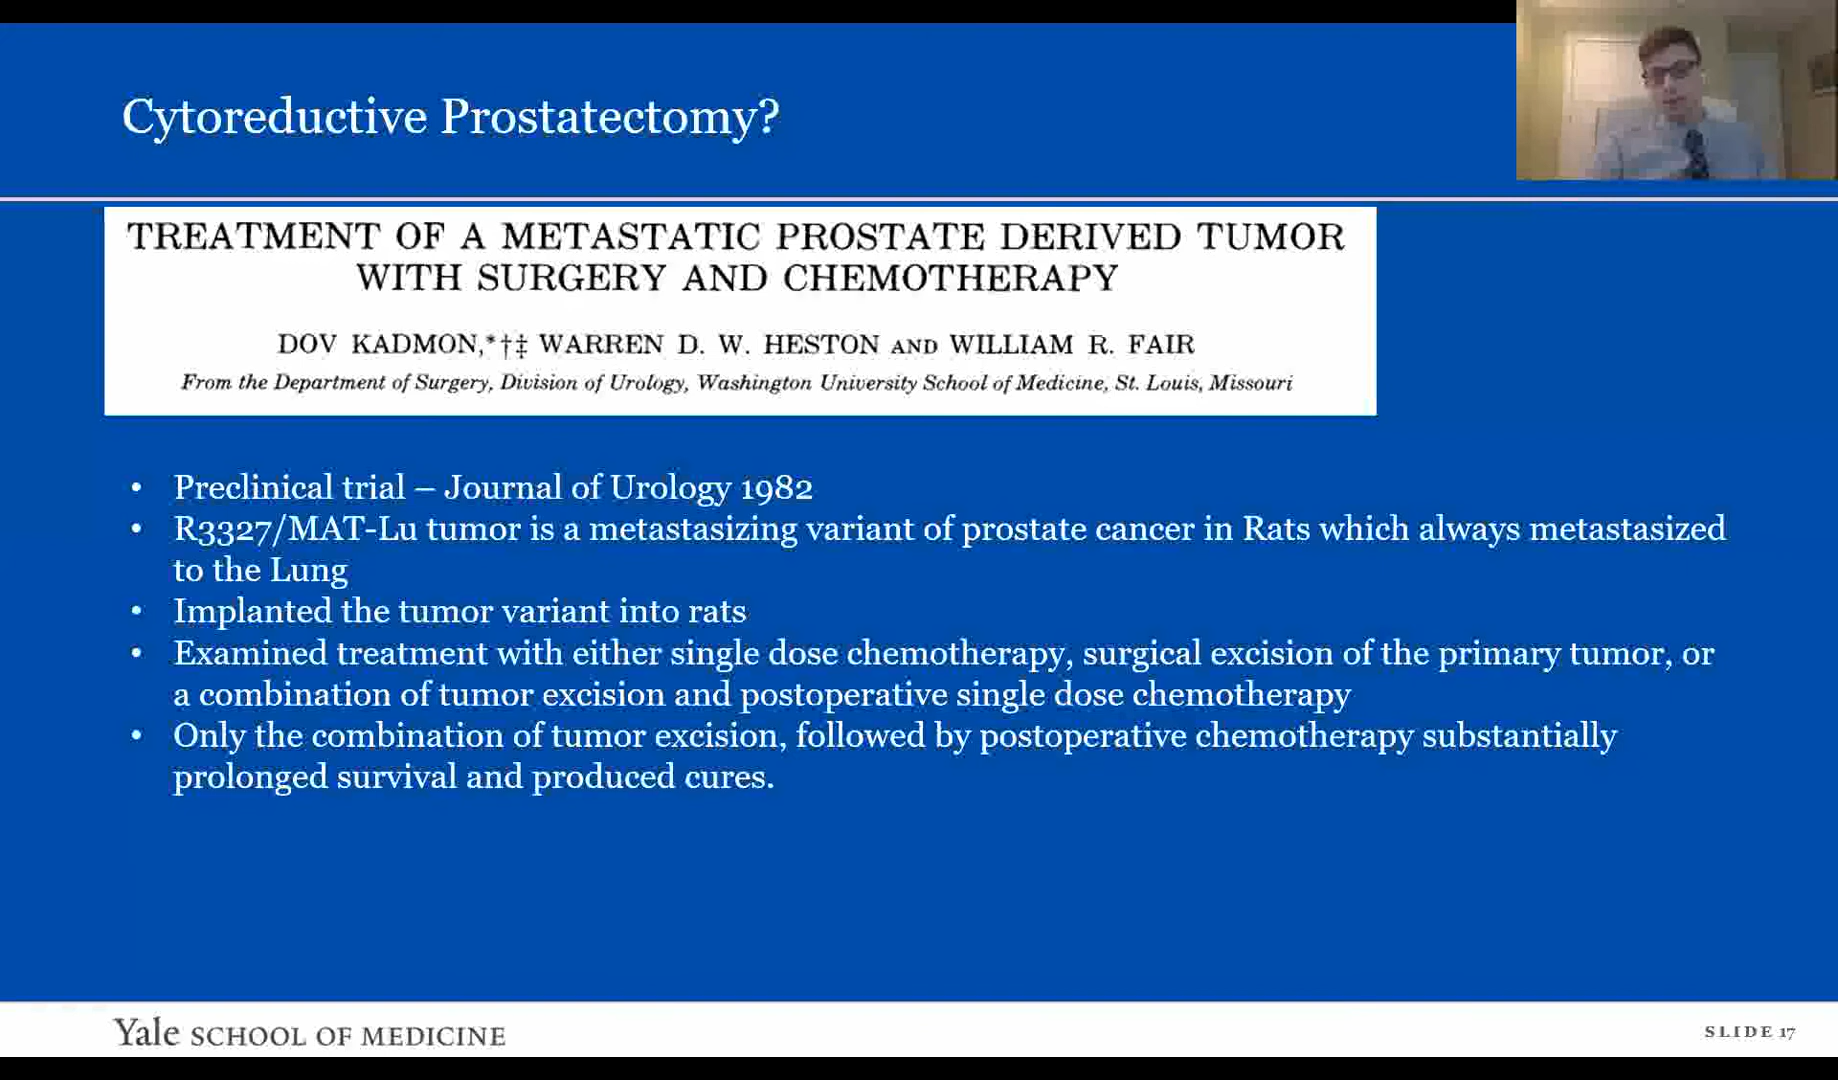 Cytoreductive Prostatectomy?
TREATMENT OF A METASTATIC PROSTATE DERIVED TUMOR
WITH SURGERY AND CHEMOTHERAPY
DOV KADMON,*†‡ WARREN D. W. HESTON AND WILLIAM R. FAIR
From the Department of Surgery, Division of Urology, Washington University School of Medicine, St. Louis, Missouri
• Preclinical trial – Journal of Urology 1982
• R3327/MAT-Lu tumor is a metastasizing variant of prostate cancer in Rats which always metastasized
to the Lung
• Implanted the tumor variant into rats
• Examined treatment with either single dose chemotherapy, surgical excision of the primary tumor, or
a combination of tumor excision and postoperative single dose chemotherapy
• Only the combination of tumor excision, followed by postoperative chemotherapy substantially
prolonged survival and produced cures.
Yale SCHOOL OF MEDICINE
SLIDE 17